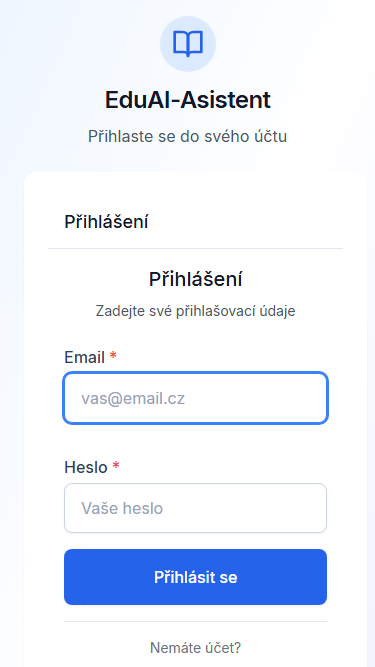 EduAI-Asistent
Přihlaste se do svého účtu
Přihlášení
Přihlášení
Zadejte své přihlašovací údaje
Email *
vas@email.cz
Heslo *
Vaše heslo
Přihlásit se
Nemáte účet?